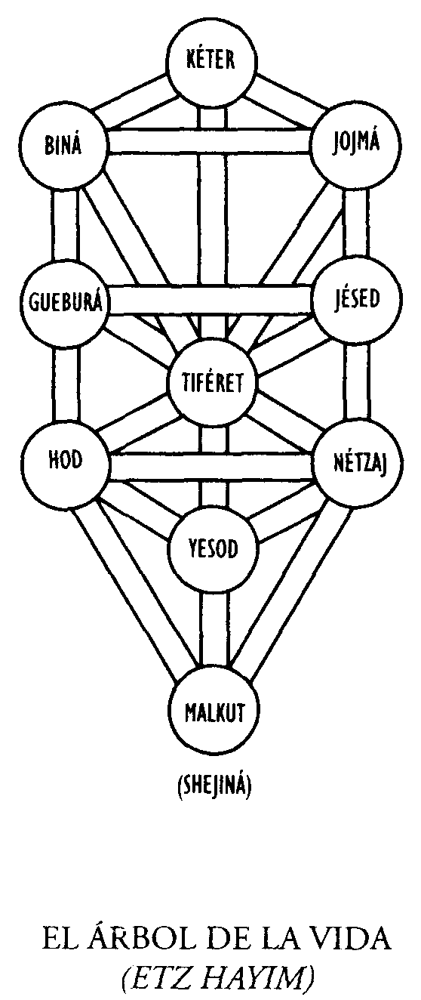 KÉTER
BINÁ
JOJMÁ
GUEBURÁ
JÉSED
TIFÉRET
HOD
NÉTZAJ
YESOD
MALKUT
(SHEJINÁ)
EL ÁRBOL DE LA VIDA
(ETZ HAYIM)